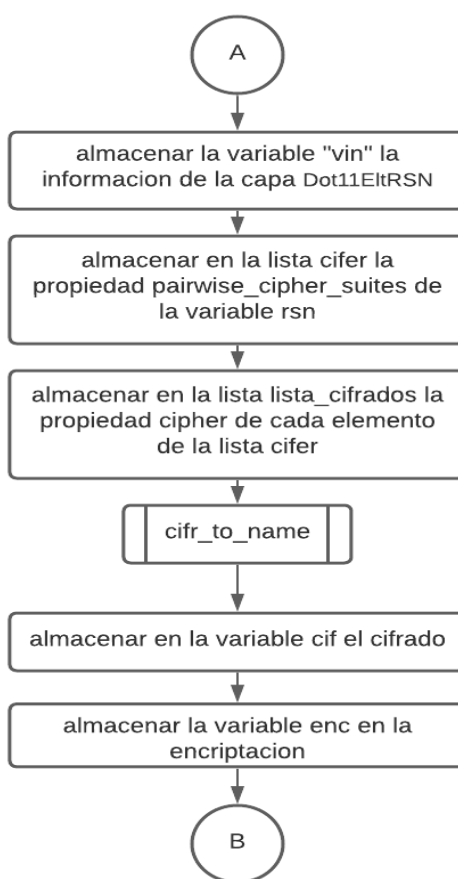 A
almacenar la variable "vin" la
informacion de la capa Dot11EltRSN
almacenar en la lista cifer la
propiedad pairwise_cipher_suites de
la variable rsn
almacenar en la lista lista_cifrados la
propiedad cipher de cada elemento
de la lista cifer
cifr_to_name
almacenar en la variable cif el cifrado
almacenar la variable enc en la
encriptacion
B